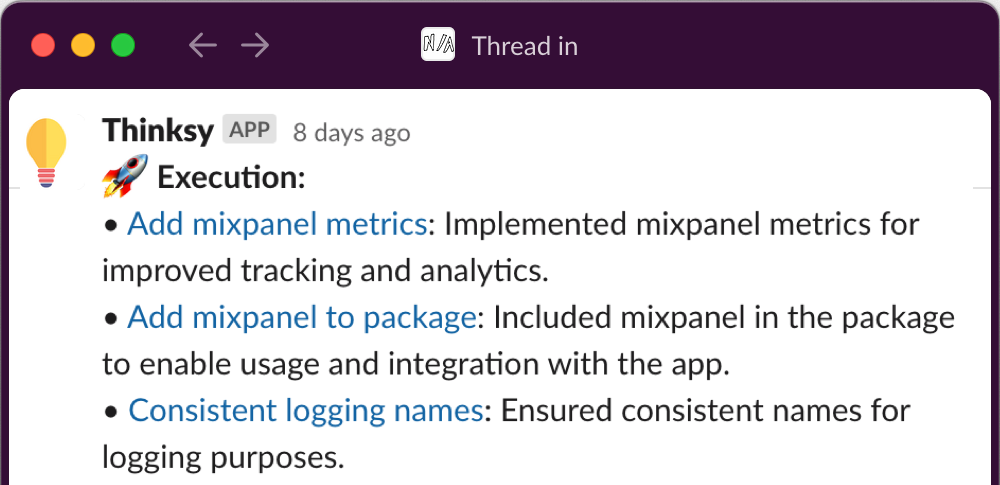 N/A Thread in
Thinksy APP 8 days ago
🚀 Execution:
• Add mixpanel metrics: Implemented mixpanel metrics for
improved tracking and analytics.
• Add mixpanel to package: Included mixpanel in the package
to enable usage and integration with the app.
• Consistent logging names: Ensured consistent names for
logging purposes.